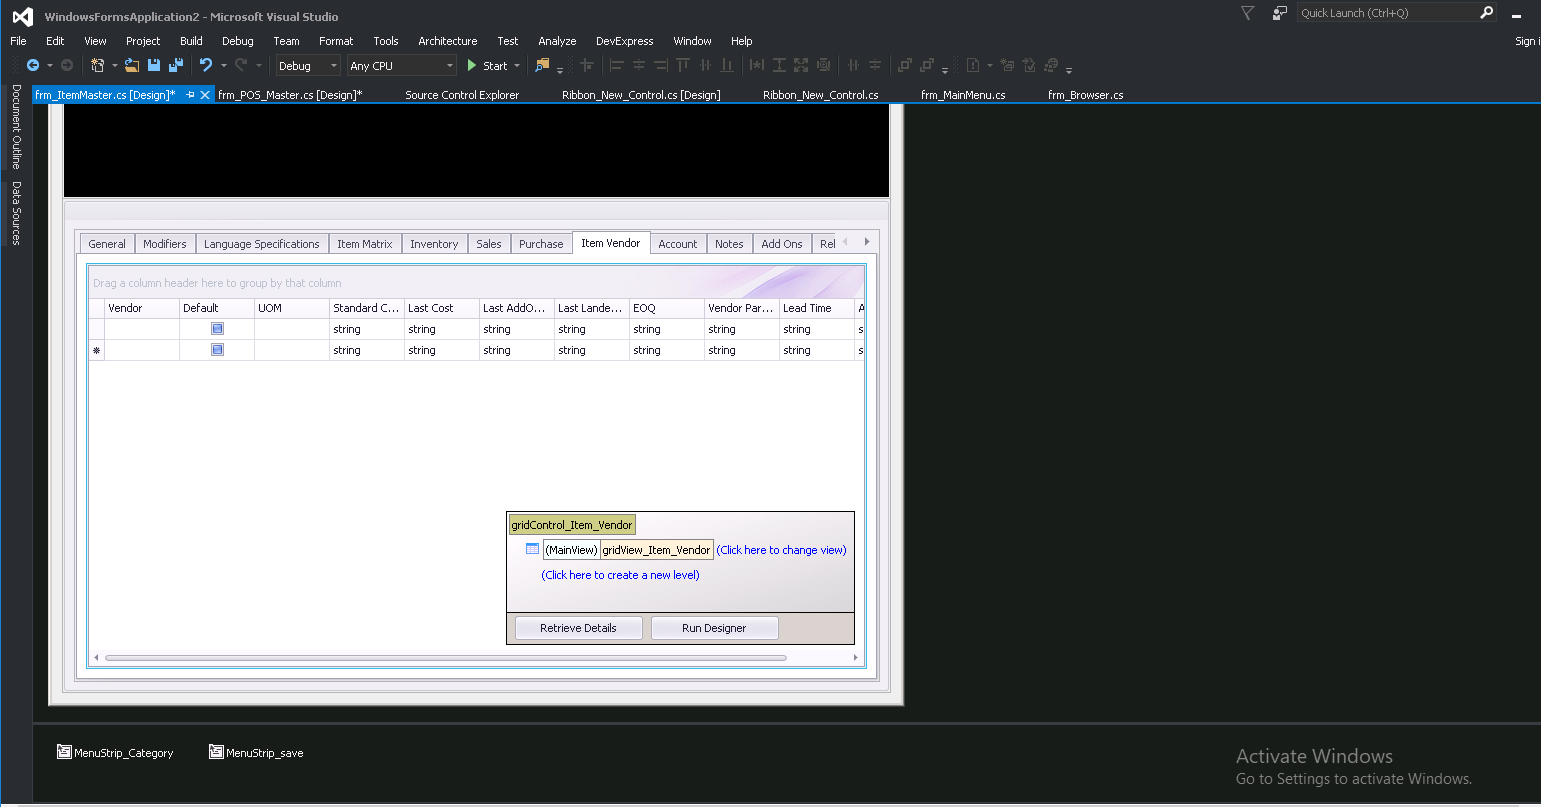 WindowsFormsApplication2 - Microsoft Visual Studio
Quick Launch (Ctrl+Q)
File Edit View Project Build Debug Team Format Tools Architecture Test Analyze DevExpress Window Help
Sign i
Debug Any CPU Start
frm_ItemMaster.cs [Design]* frm_POS_Master.cs [Design]* Source Control Explorer Ribbon_New_Control.cs [Design] Ribbon_New_Control.cs frm_MainMenu.cs frm_Browser.cs
Document Outline
Data Sources
General Modifiers Language Specifications Item Matrix Inventory Sales Purchase Item Vendor Account Notes Add Ons Rel
Drag a column header here to group by that column
Vendor Default UOM Standard C... Last Cost Last AddO... Last Lande... EOQ Vendor Par... Lead Time A
string string string string string string string s
string string string string string string string s
gridControl_Item_Vendor
(MainView) gridView_Item_Vendor (Click here to change view)
(Click here to create a new level)
Retrieve Details Run Designer
MenuStrip_Category MenuStrip_save
Activate Windows
Go to Settings to activate Windows.